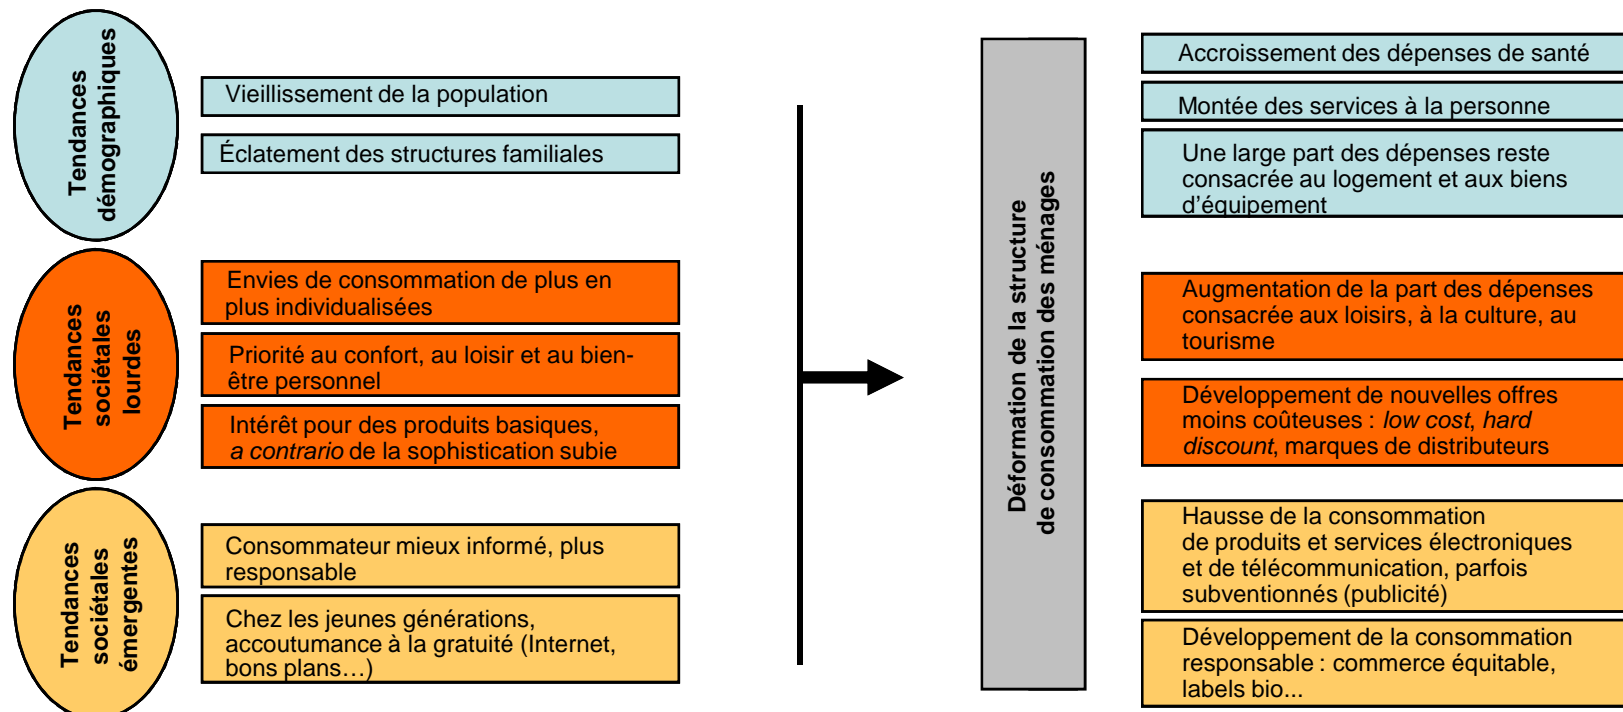 Tendances
démographiques
Vieillissement de la population
Éclatement des structures familiales
Tendances
sociétales
lourdes
Envies de consommation de plus en
plus individualisées
Priorité au confort, au loisir et au bien-
être personnel
Intérêt pour des produits basiques,
a contrario de la sophistication subie
Tendances
sociétales
émergentes
Consommateur mieux informé, plus
responsable
Chez les jeunes générations,
accoutumance à la gratuité (Internet,
bons plans…)
Déformation de la structure
de consommation des ménages
Accroissement des dépenses de santé
Montée des services à la personne
Une large part des dépenses reste
consacrée au logement et aux biens
d’équipement
Augmentation de la part des dépenses
consacrée aux loisirs, à la culture, au
tourisme
Développement de nouvelles offres
moins coûteuses : low cost, hard
discount, marques de distributeurs
Hausse de la consommation
de produits et services électroniques
et de télécommunication, parfois
subventionnés (publicité)
Développement de la consommation
responsable : commerce équitable,
labels bio...